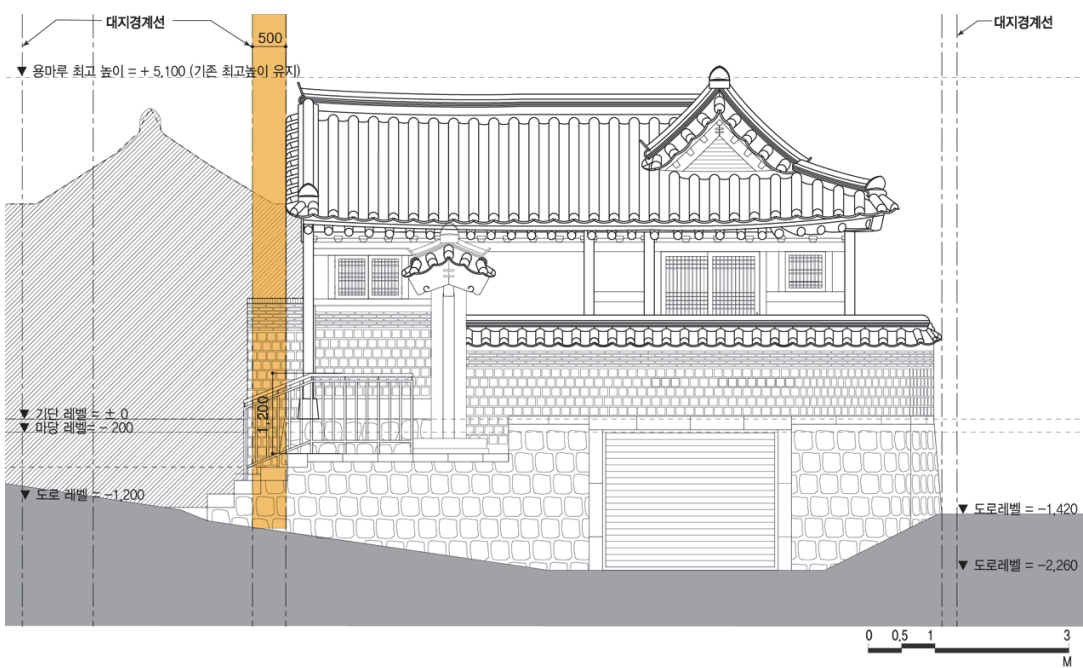 대지경계선
대지경계선
500
▼ 용마루 최고 높이 = + 5,100 (기존 최고높이 유지)
1,200
▼ 기단 레벨 = ± 0
▼ 마당 레벨= - 200
▼ 도로 레벨 = -1,200
▼ 도로레벨 = -1,420
▼ 도로레벨 = -2,260
0 0.5 1 3
M